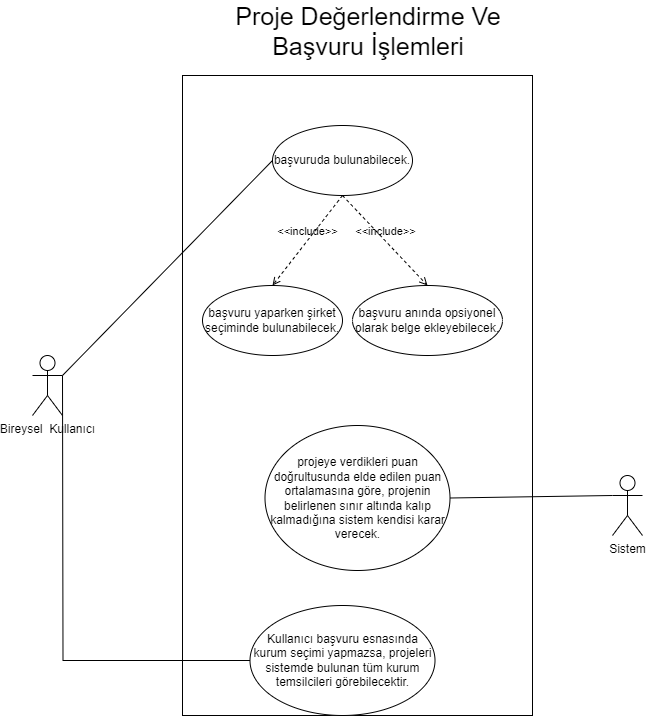 Proje Değerlendirme Ve
Başvuru İşlemleri
başvuruda bulunabilecek.
<<include>>
<<include>>
başvuru yaparken şirket
seçiminde bulunabilecek.
başvuru anında opsiyonel
olarak belge ekleyebilecek.
Bireysel Kullanıcı
projeye verdikleri puan
doğrultusunda elde edilen puan
ortalamasına göre, projenin
belirlenen sınır altında kalıp
kalmadığına sistem kendisi karar
verecek.
Sistem
Kullanıcı başvuru esnasında
kurum seçimi yapmazsa, projeleri
sistemde bulunan tüm kurum
temsilcileri görebilecektir.